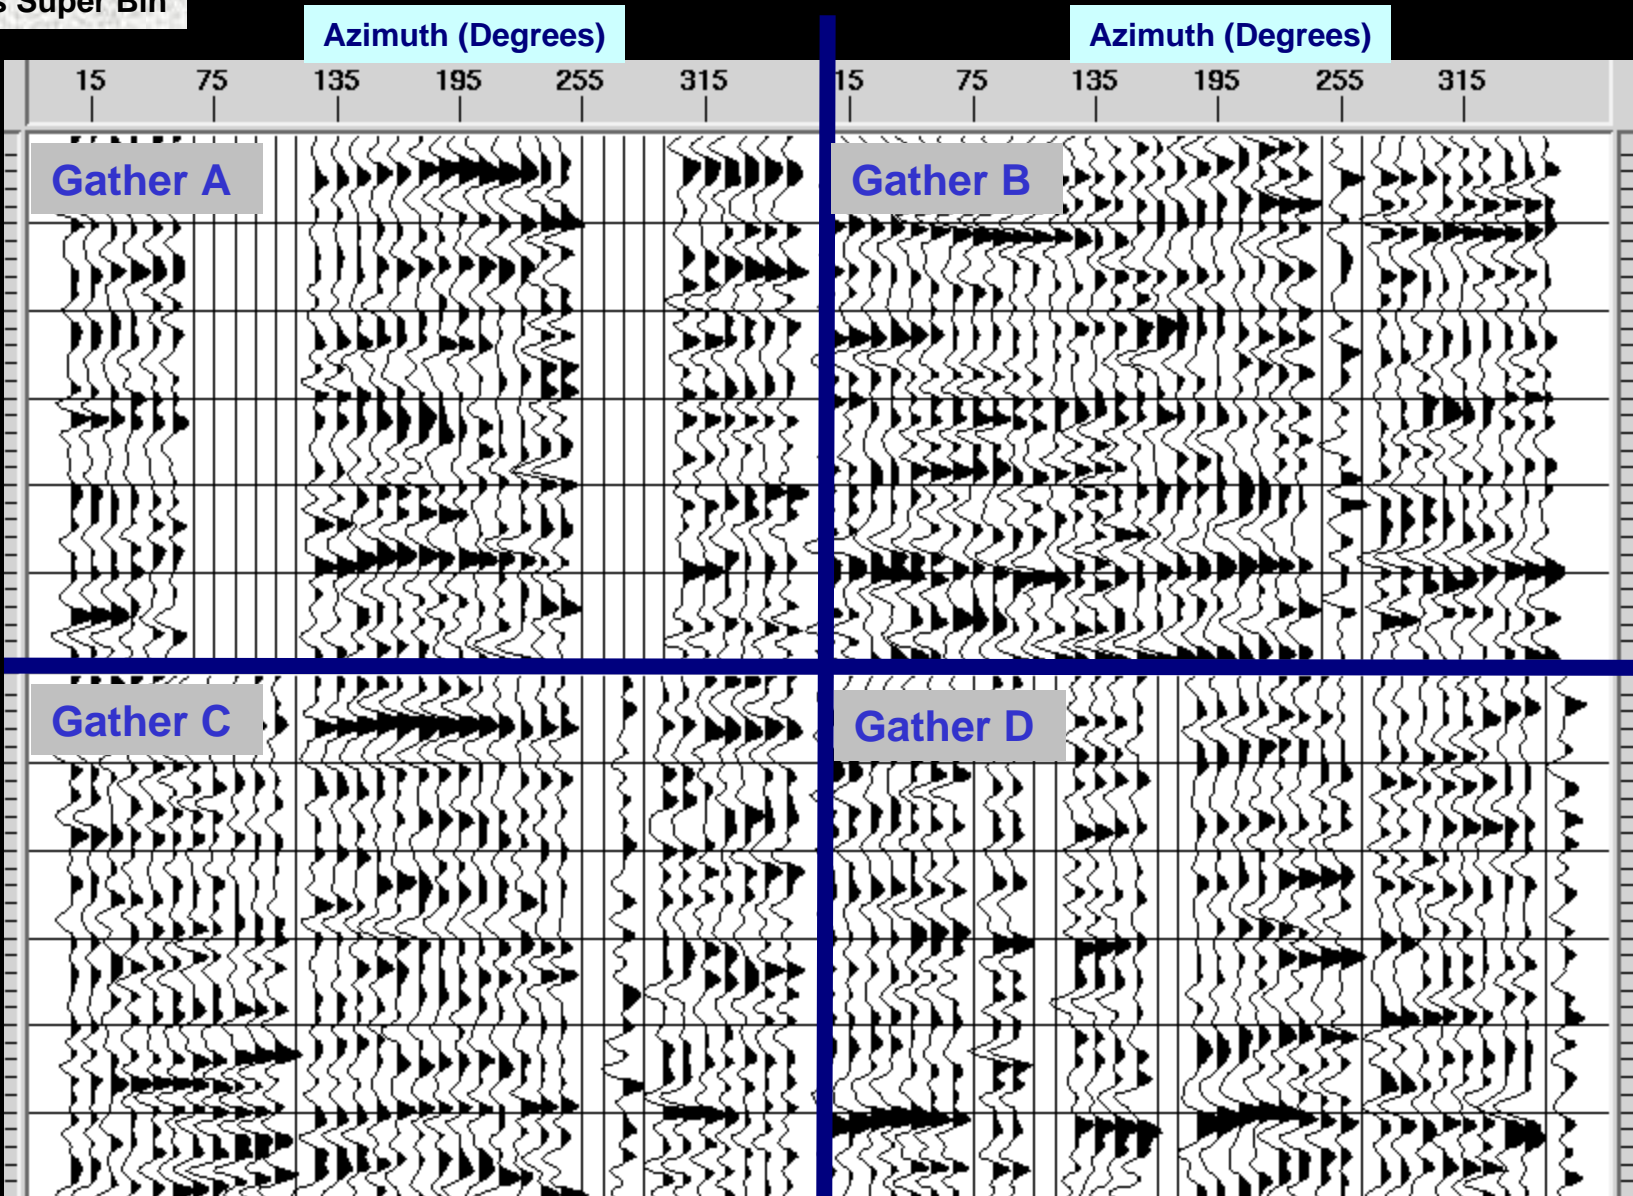 s Super Bin
Azimuth (Degrees) Azimuth (Degrees)
15 75 135 195 255 315 15 75 135 195 255 315
Gather A Gather B
Gather C Gather D